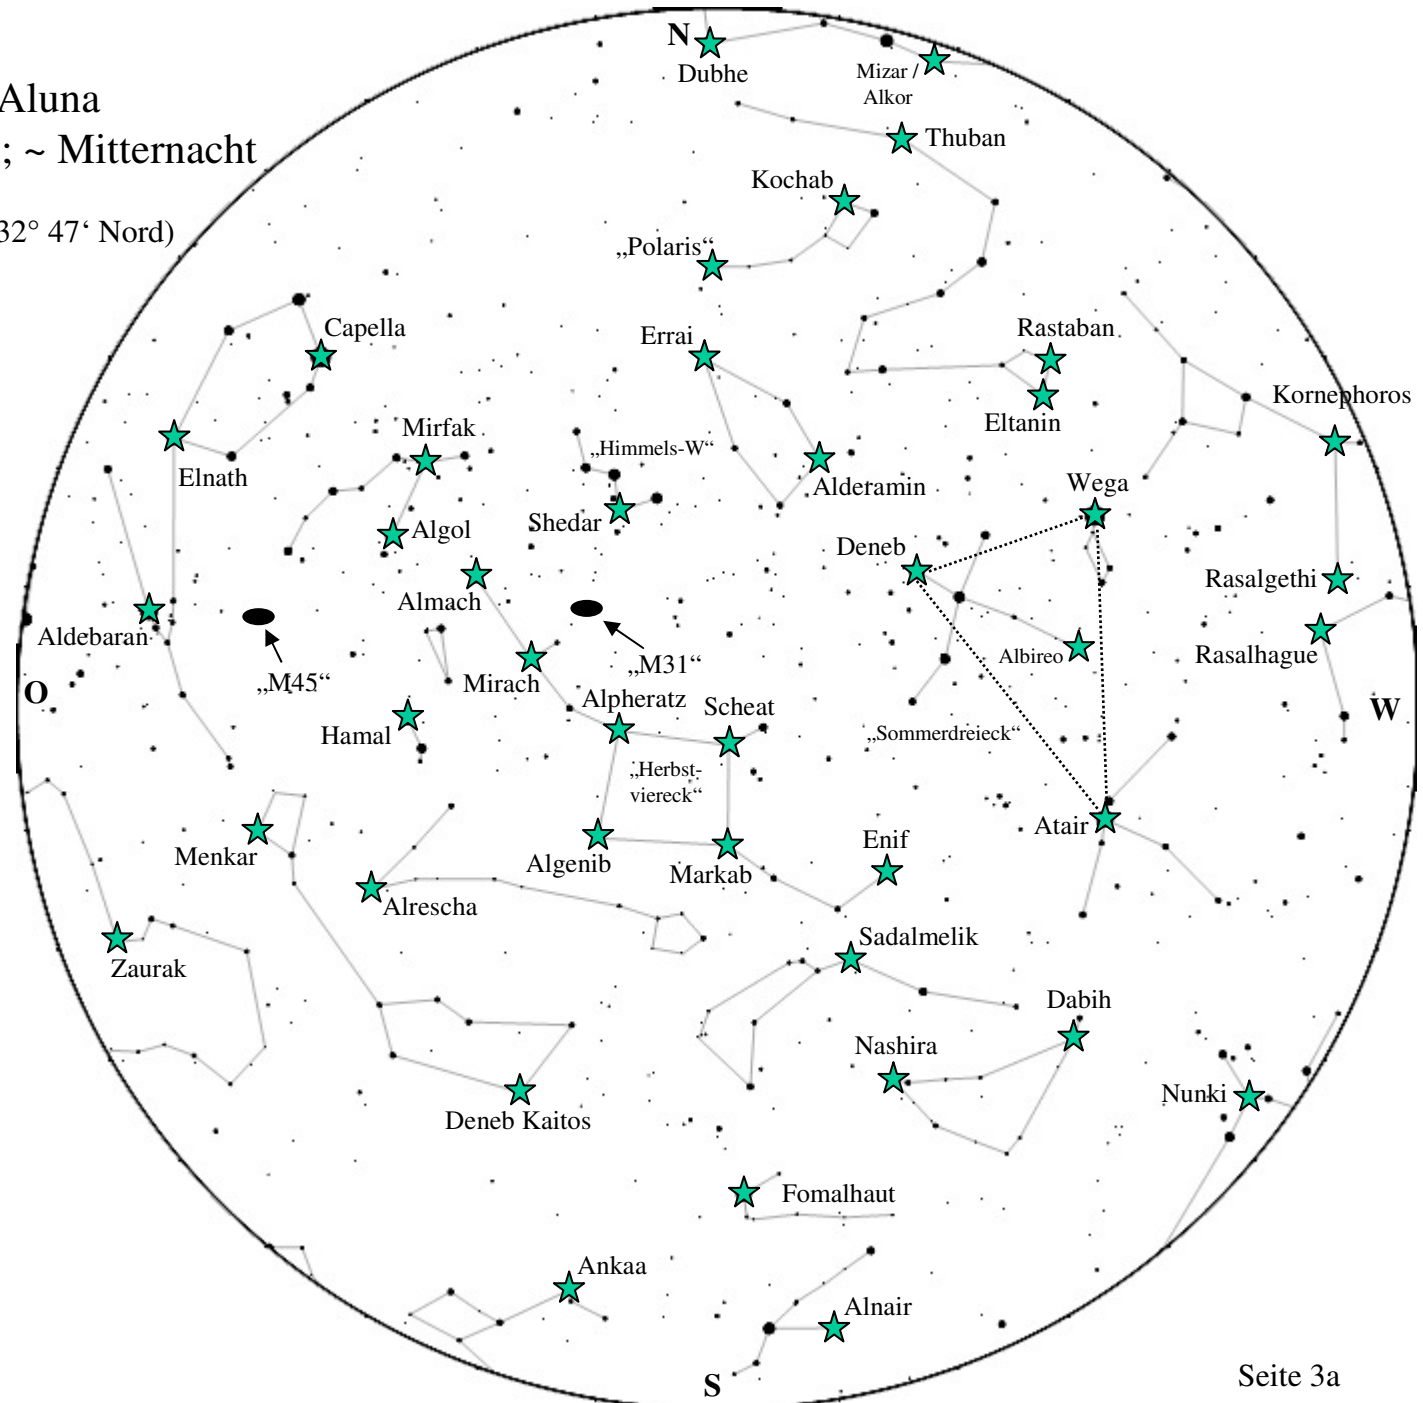 N
Dubhe
Mizar /
Alkor
Aluna
; ~ Mitternacht
Thuban
Kochab
32° 47‘ Nord)
„Polaris“
Capella
Errai
Rastaban
Kornephoros
Eltanin
Mirfak
„Himmels-W“
Elnath
Alderamin
Wega
Shedar
Algol
Deneb
Rasalgethi
Almach
Aldebaran
Albireo
Rasalhague
„M31“
„M45“
Mirach
O
Alpheratz
Scheat
W
Hamal
„Sommerdreieck“
„Herbst-
viereck“
Atair
Enif
Menkar
Algenib
Markab
Alrescha
Sadalmelik
Zaurak
Dabih
Nashira
Nunki
Deneb Kaitos
Fomalhaut
Ankaa
Alnair
S
Seite 3a